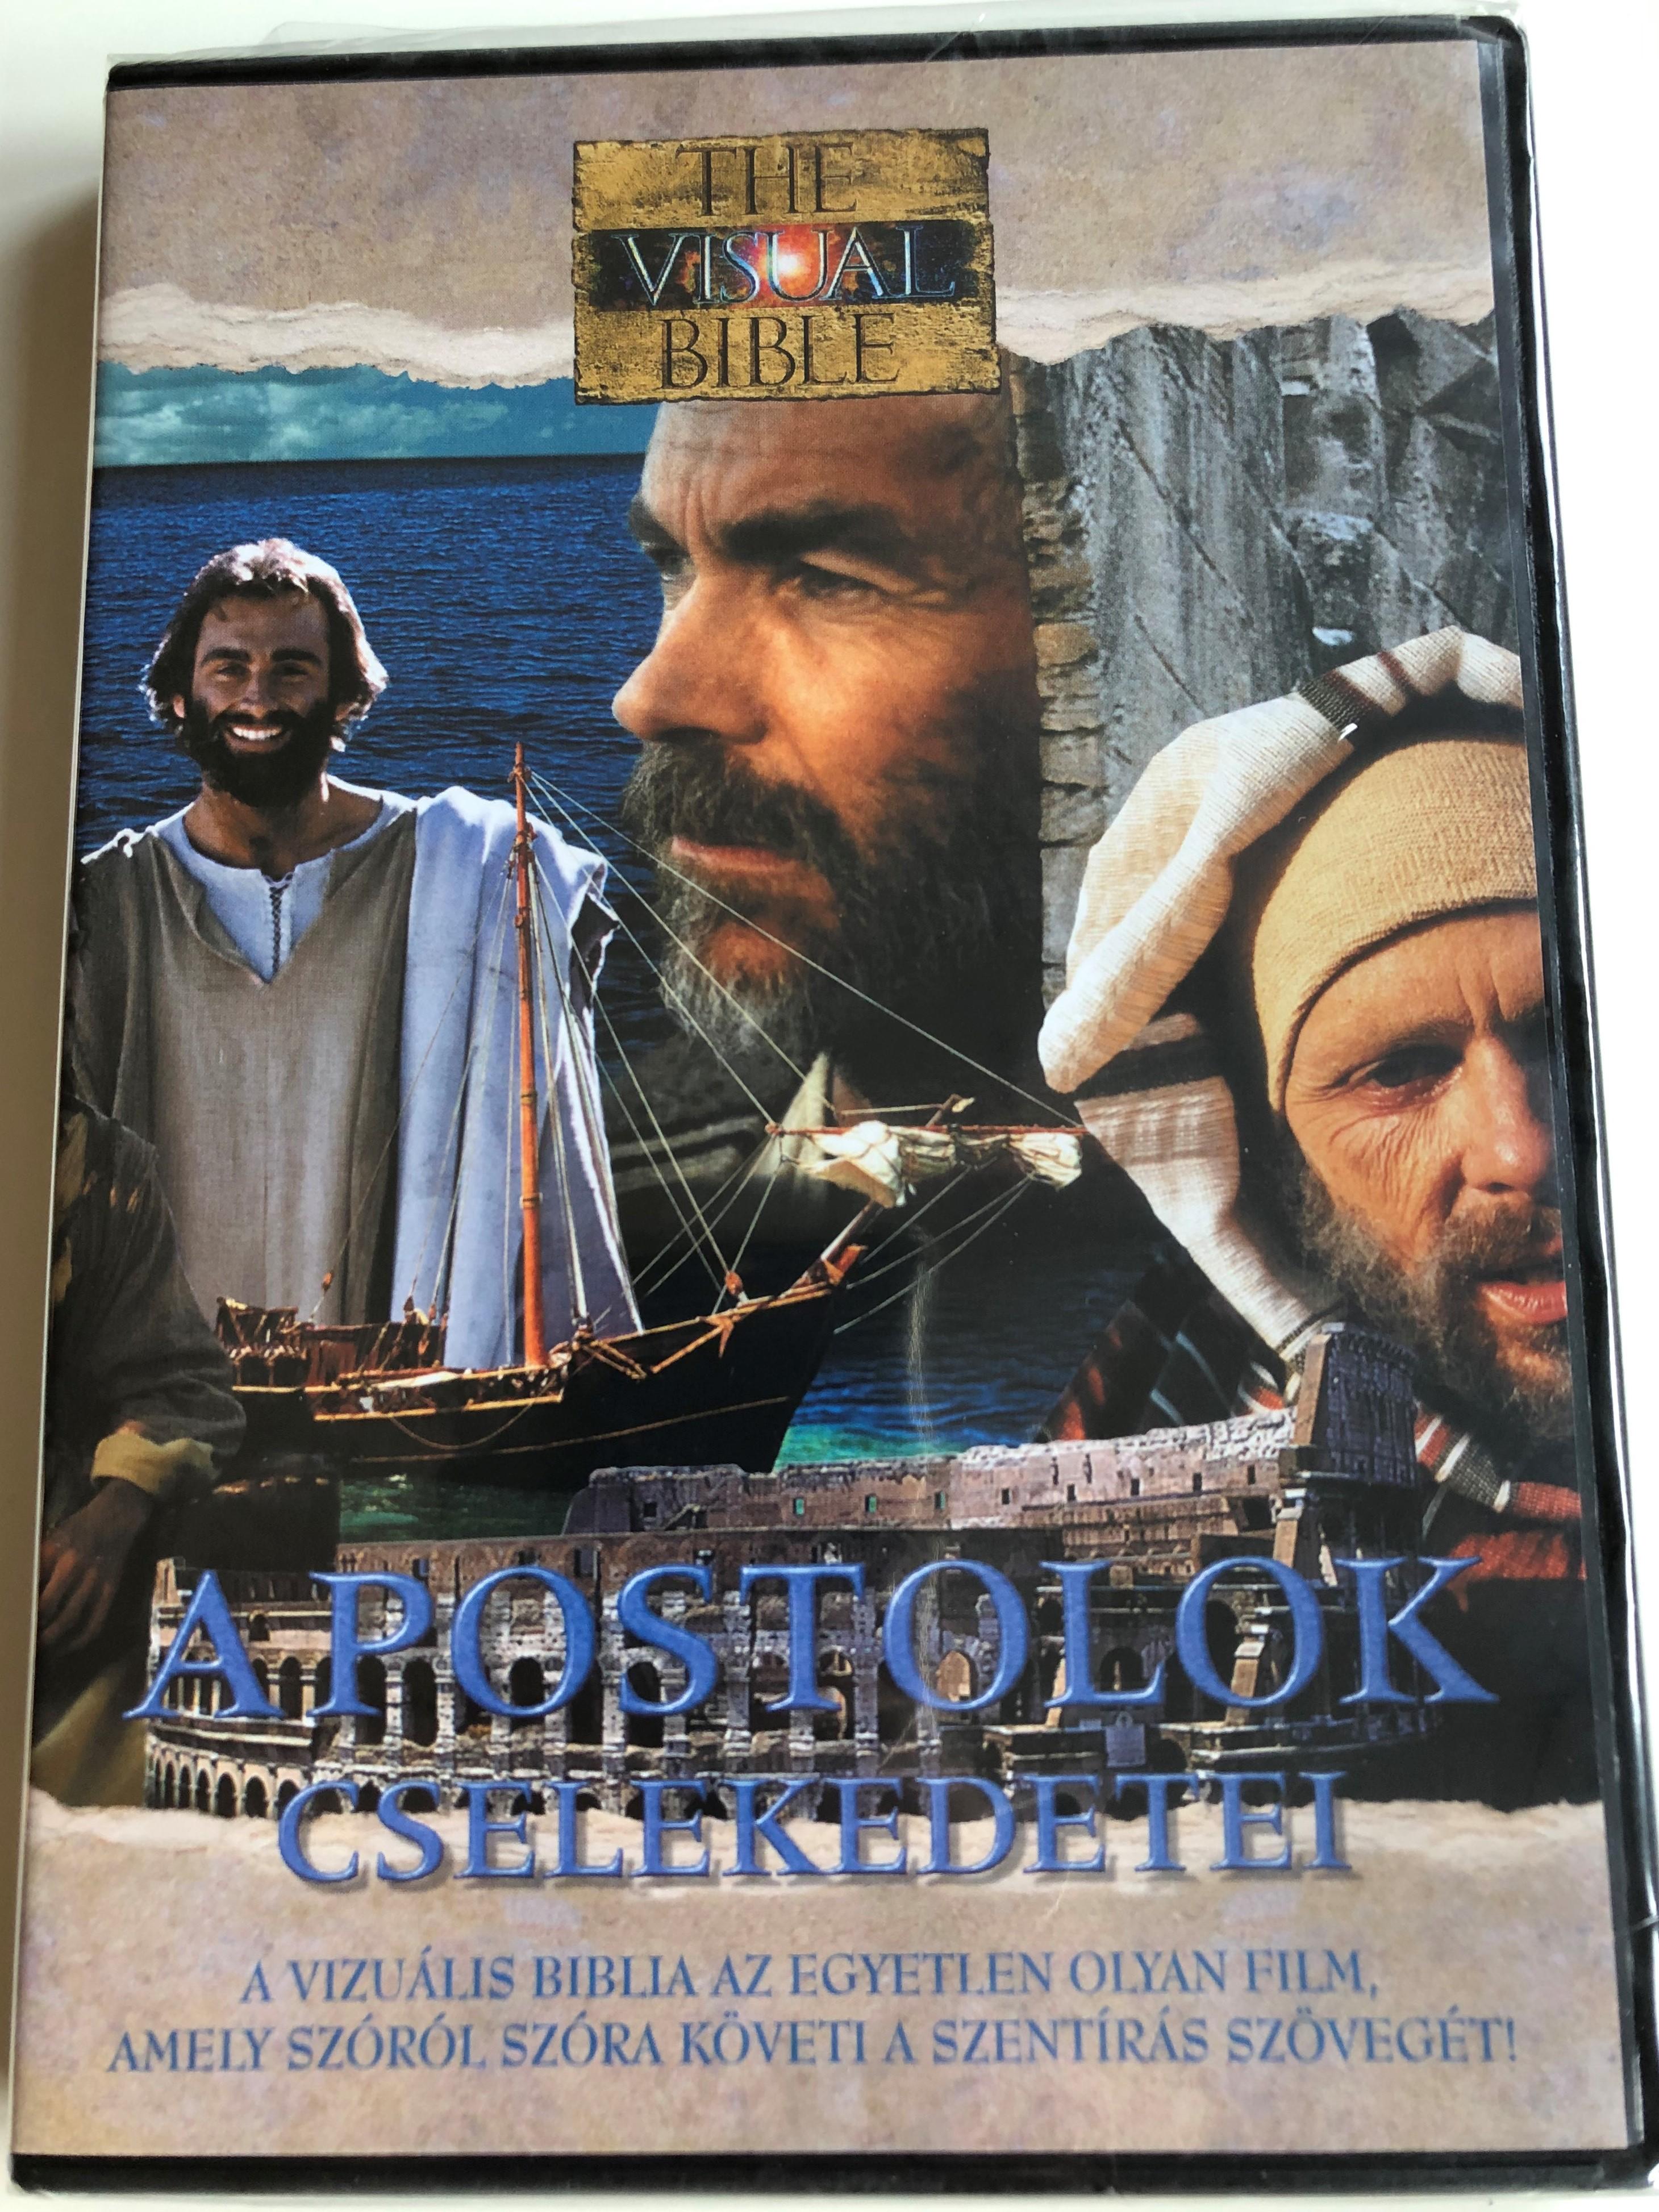 THE
VISUAL
BIBLE
APOSTOLOK
CSELEKEDETEI
A VIZUÁLIS BIBLIA AZ EGYETLEN OLYAN FILM,
AMELY SZÓRÓL SZÓRA KÖVETI A SZENTÍRÁS SZÖVEGÉT!